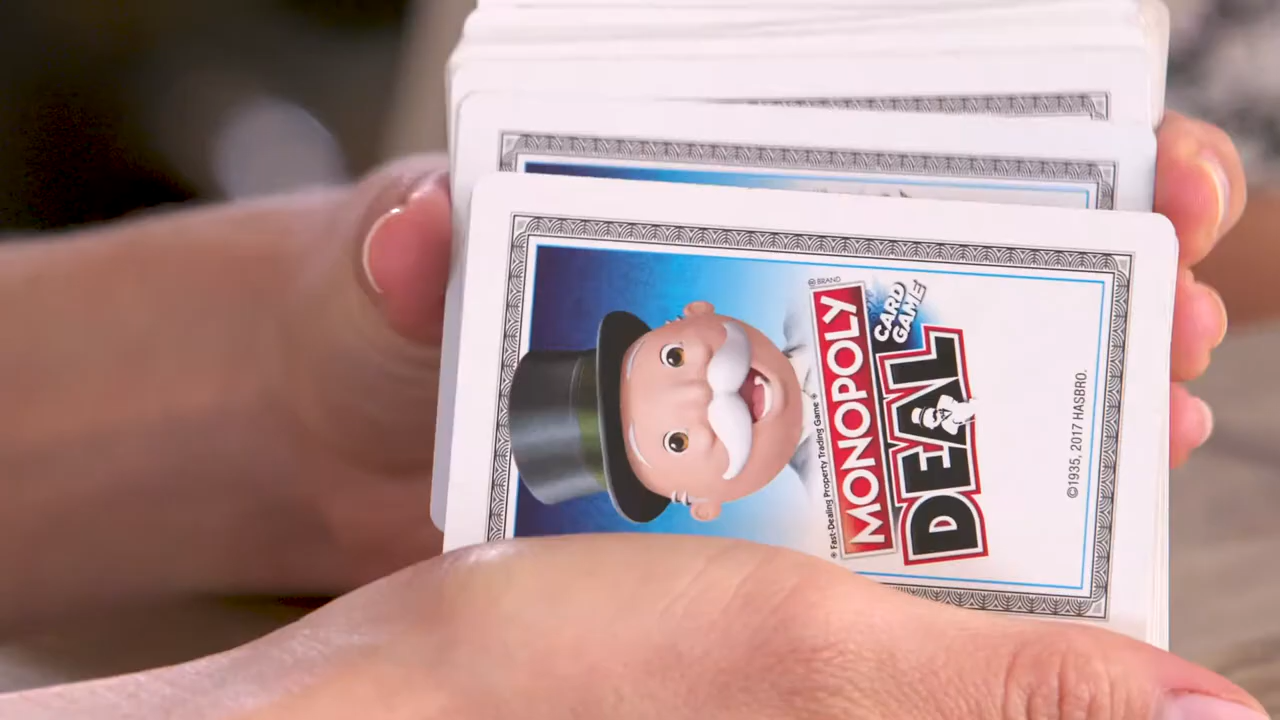 ® BRAND
MONOPOLY
* Fast-Dealing Property Trading Game *
DEAL
CARD
GAME
©1935, 2017 HASBRO.